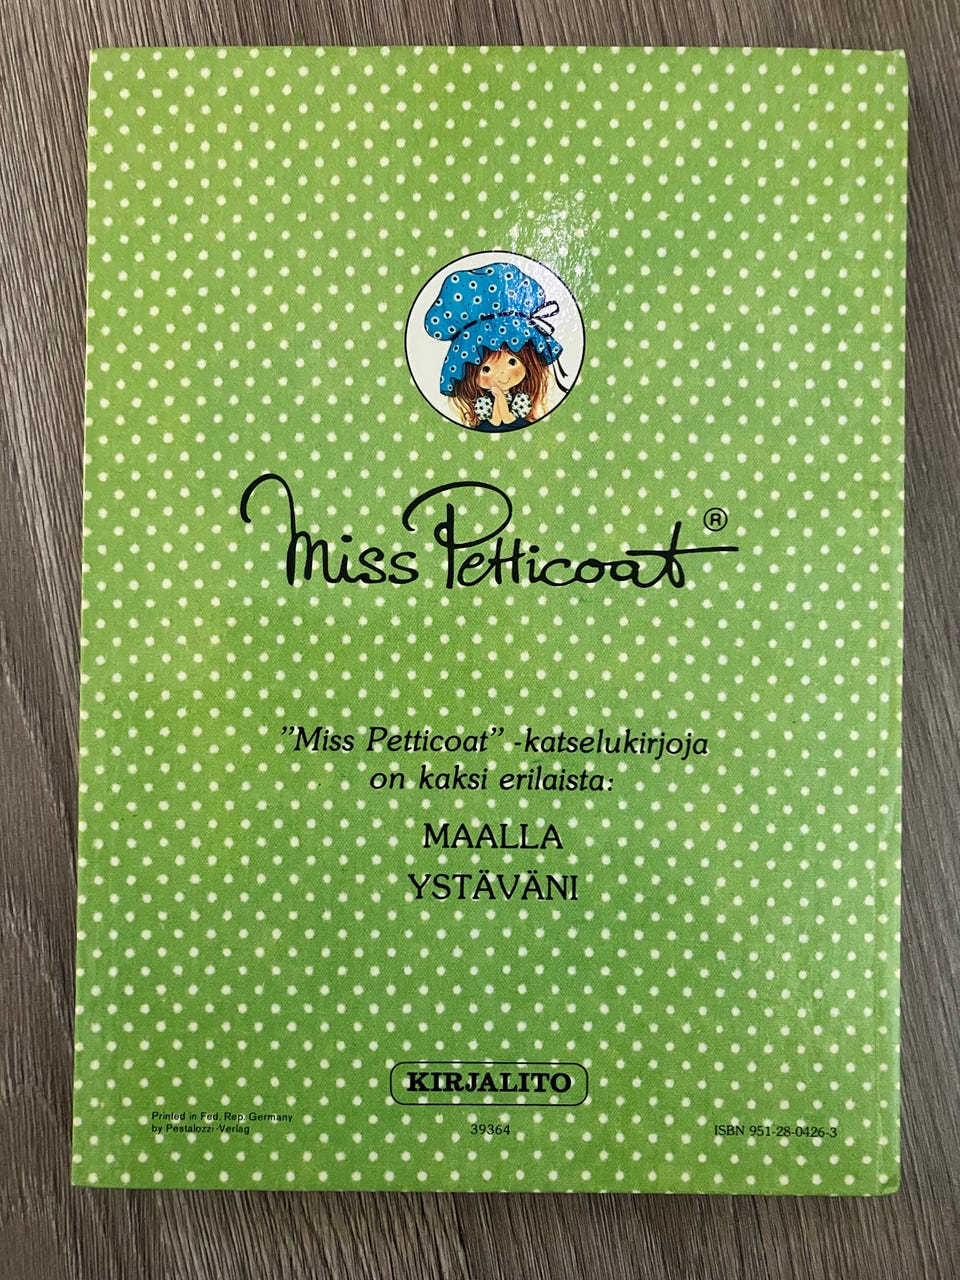 Miss Petticoat ®
"Miss Petticoat" -katselukirjoja
on kaksi erilaista:
MAALLA
YSTÄVÄNI
KIRJALITO
Printed in Fed. Rep. Germany
by Pestalozzi-Verlag
39364
ISBN 951-28-0426-3